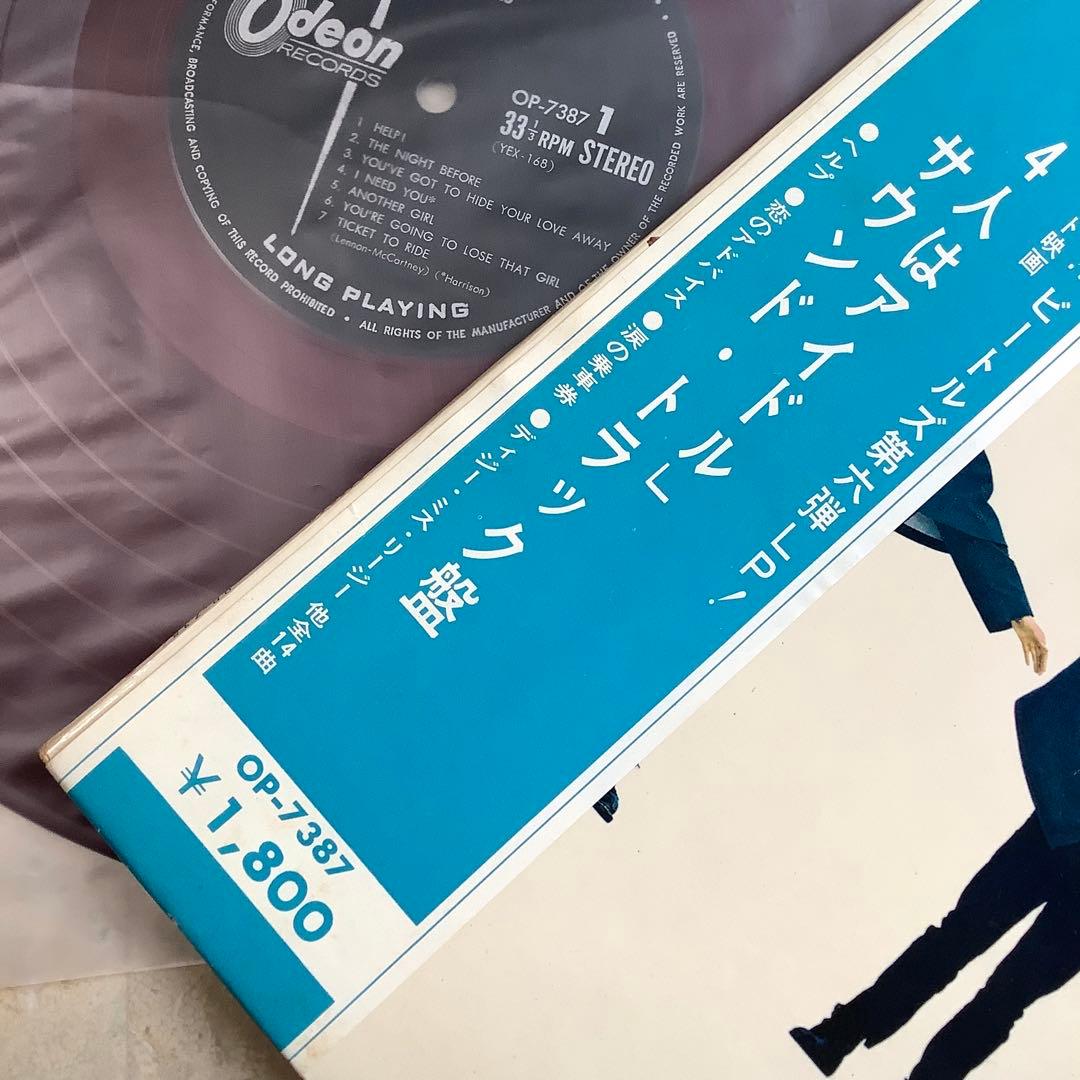 Odeon
RECORDS
OP-7387 1
33 1/3 RPM STEREO
(YEX-168)
1 HELP!
2. THE NIGHT BEFORE
3. YOU'VE GOT TO HIDE YOUR LOVE AWAY
4. I NEED YOU*
5. ANOTHER GIRL
6. YOU'RE GOING TO LOSE THAT GIRL
7 TICKET TO RIDE
(Lennon-McCartney) (*Harrison)
LONG PLAYING
ALL RIGHTS OF THE MANUFACTURER AND OF THE OWNER OF THE RECORDED WORK ARE RESERVED
BROADCASTING AND COPYING OF THIS RECORD PROHIBITED
映画
4人はアイドル」
サウンド・トラック盤
ビートルズ第六弾LP!
●ヘルプ ●恋のアドバイス ●涙の乗車券 ●ディジー・ミス・リージー 他全14曲
OP-7387
¥1,800